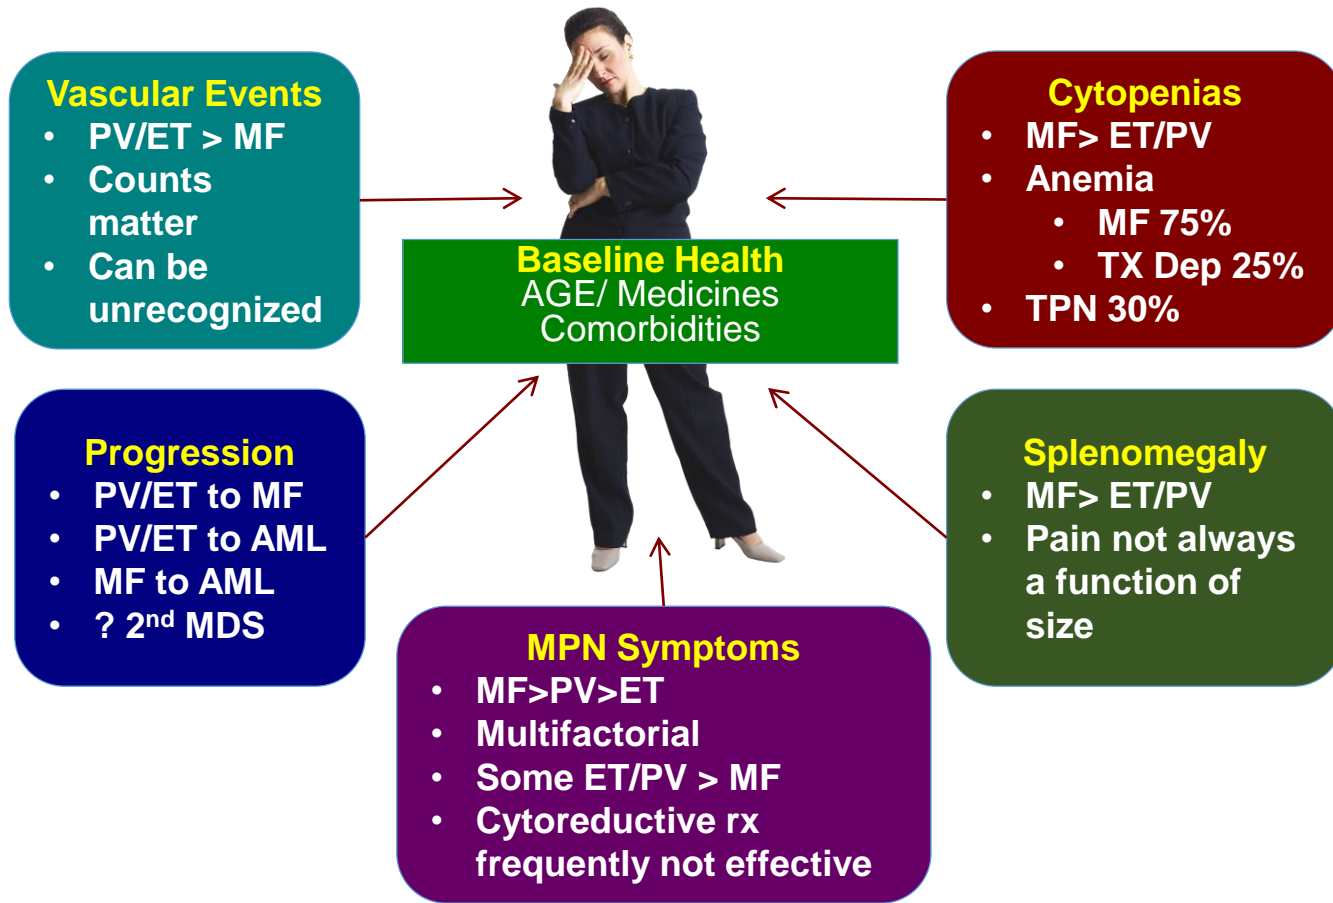 Vascular Events
• PV/ET > MF
• Counts
matter
• Can be
unrecognized
Cytopenias
• MF> ET/PV
• Anemia
• MF 75%
• TX Dep 25%
• TPN 30%
Baseline Health
AGE/ Medicines
Comorbidities
Progression
• PV/ET to MF
• PV/ET to AML
• MF to AML
• ? 2nd MDS
Splenomegaly
• MF> ET/PV
• Pain not always
a function of
size
MPN Symptoms
• MF>PV>ET
• Multifactorial
• Some ET/PV > MF
• Cytoreductive rx
frequently not effective